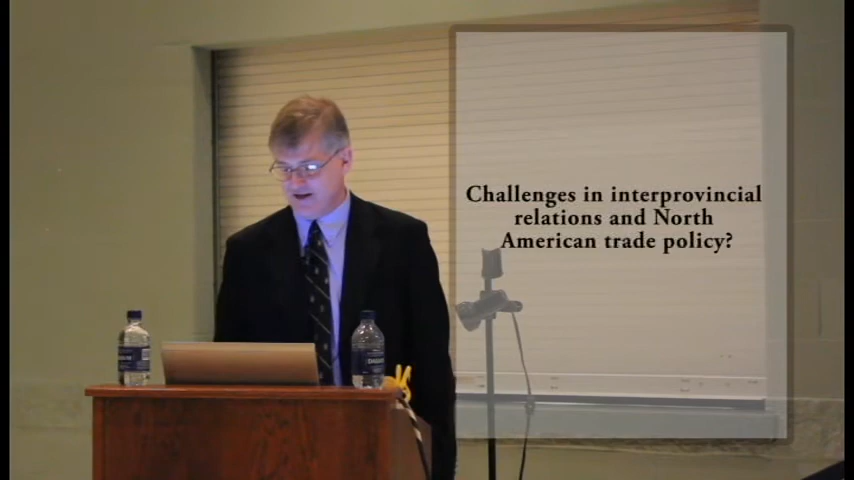 Challenges in interprovincial
relations and North
American trade policy?